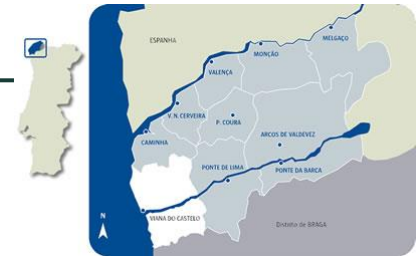 ESPANHA
MELGAÇO
MONÇÃO
VALENÇA
V. N. CERVEIRA
P. COURA
ARCOS DE VALDEVEZ
CAMINHA
PONTE DE LIMA
PONTE DA BARCA
VIANA DO CASTELO
N
Distrito de BRAGA